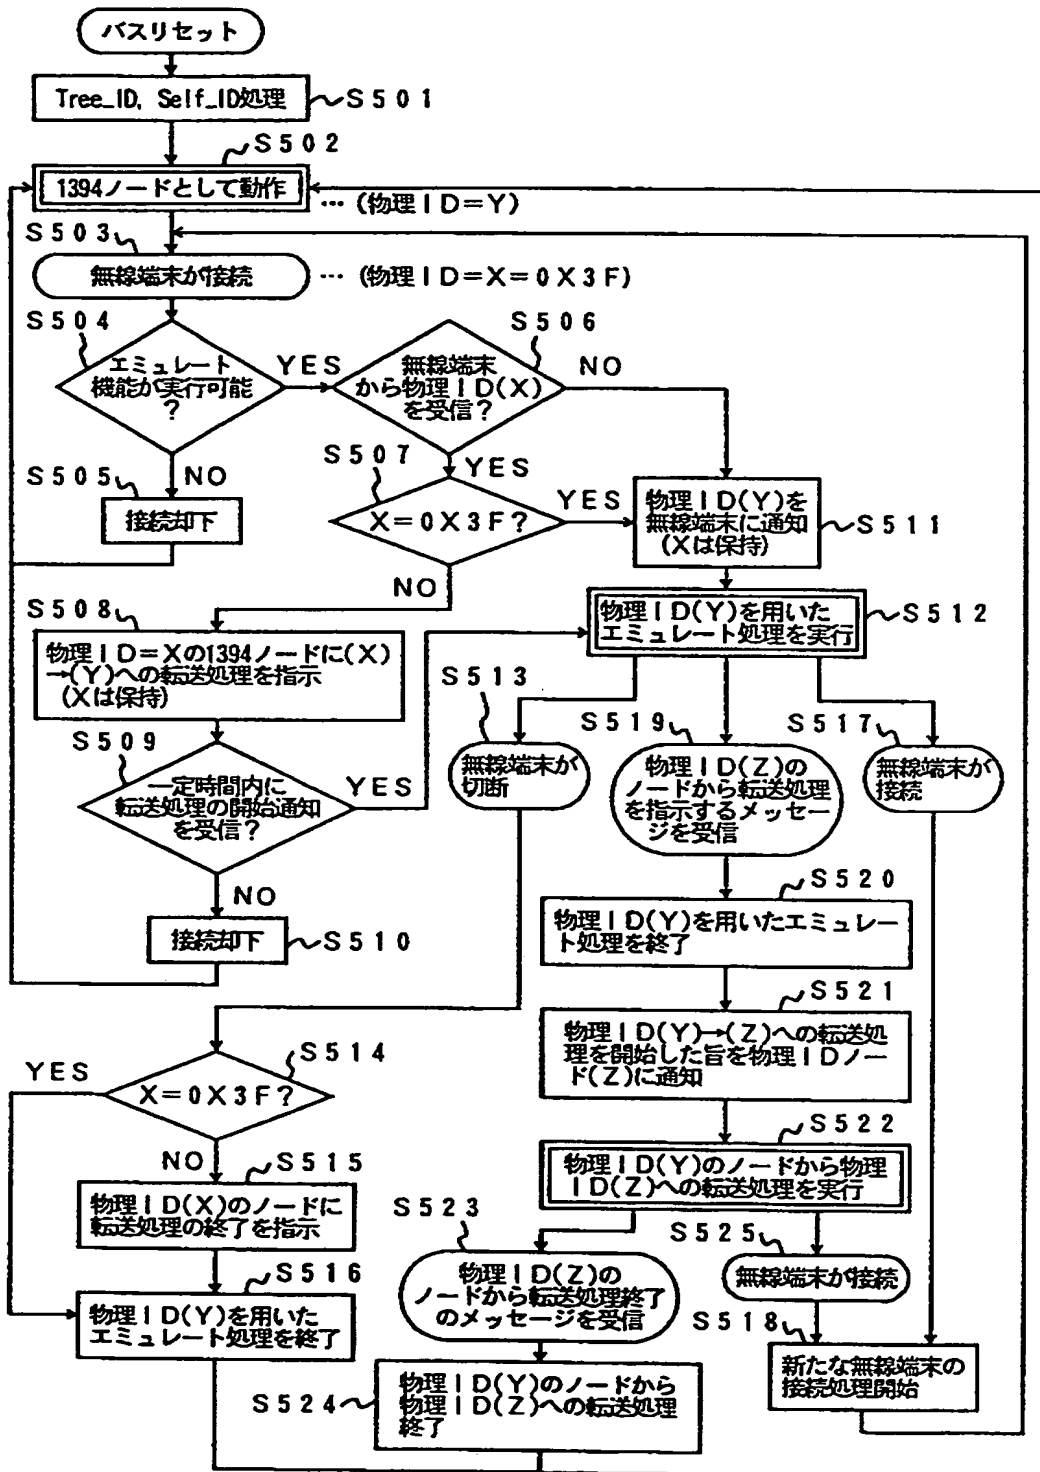 バスリセット
Tree_ID, Self_ID処理
S501
S502
1394ノードとして動作
… (物理ID=Y)
S503
無線端末が接続
… (物理ID=X=0X3F)
S504
エミュレート
機能が実行可能
?
YES
NO
S505
接続却下
S506
無線端末
から物理ID(X)
を受信?
NO
YES
S507
X=0X3F?
YES
NO
物理ID(Y)を
無線端末に通知
(Xは保持)
S511
S508
物理ID=Xの1394ノードに(X)
→(Y)への転送処理を指示
(Xは保持)
物理ID(Y)を用いた
エミュレート処理を実行
S512
S509
一定時間内に
転送処理の開始通知
を受信?
YES
NO
接続却下
S510
S513
無線端末が
切断
S519
物理ID(Z)の
ノードから転送処理
を指示するメッセー
ジを受信
S517
無線端末が
接続
S520
物理ID(Y)を用いたエミュレー
ト処理を終了
S521
物理ID(Y)→(Z)への転送処
理を開始した旨を物理IDノー
ド(Z)に通知
S514
X=0X3F?
YES
NO
S522
物理ID(Y)のノードから物理
ID(Z)への転送処理を実行
S515
物理ID(X)のノードに
転送処理の終了を指示
S516
物理ID(Y)を用いた
エミュレート処理を終了
S523
物理ID(Z)の
ノードから転送処理終了
のメッセージを受信
S525
無線端末が接続
S518
新たな無線端末の
接続処理開始
S524
物理ID(Y)のノードから
物理ID(Z)への転送処理
終了